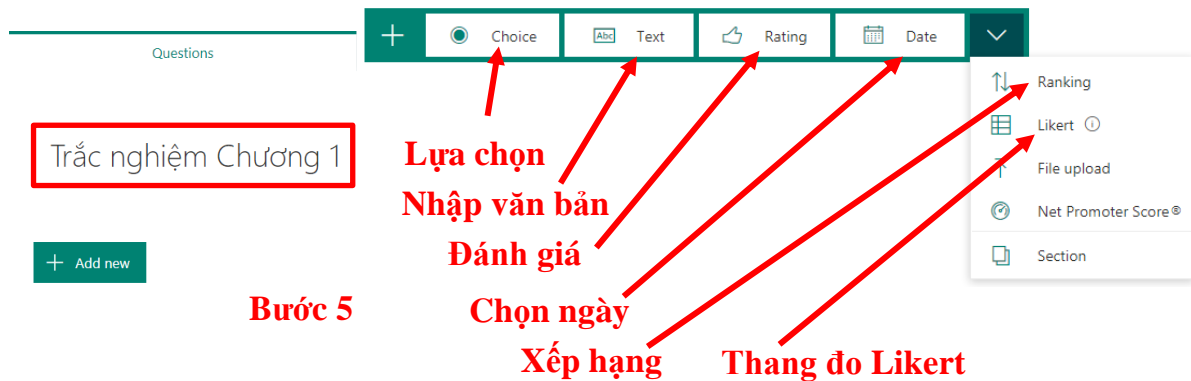 Questions
Choice
Abc Text
Rating
Date
Ranking
Likert
File upload
Net Promoter Score®
Section
Trắc nghiệm Chương 1
Add new
Lựa chọn
Nhập văn bản
Đánh giá
Chọn ngày
Xếp hạng
Thang đo Likert
Bước 5